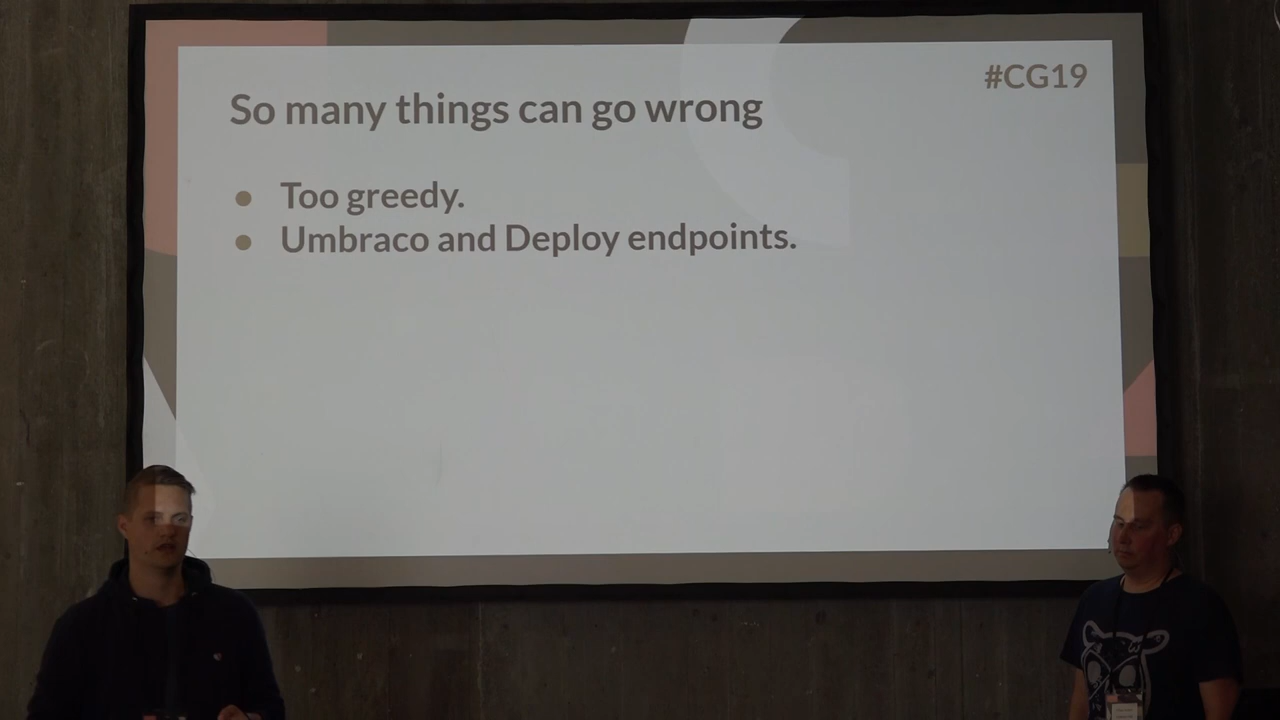 #CG19
So many things can go wrong
● Too greedy.
● Umbraco and Deploy endpoints.